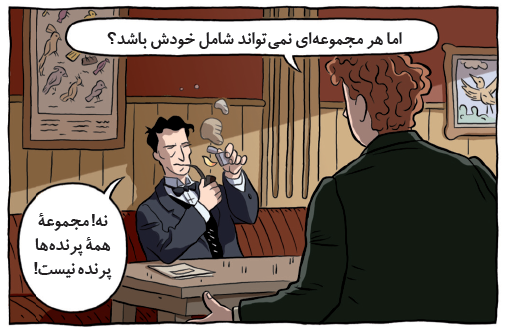 اما هر مجموعه‌ای نمی‌تواند شامل خودش باشد؟
نه! مجموعهٔ
همهٔ پرنده‌ها
پرنده نیست!